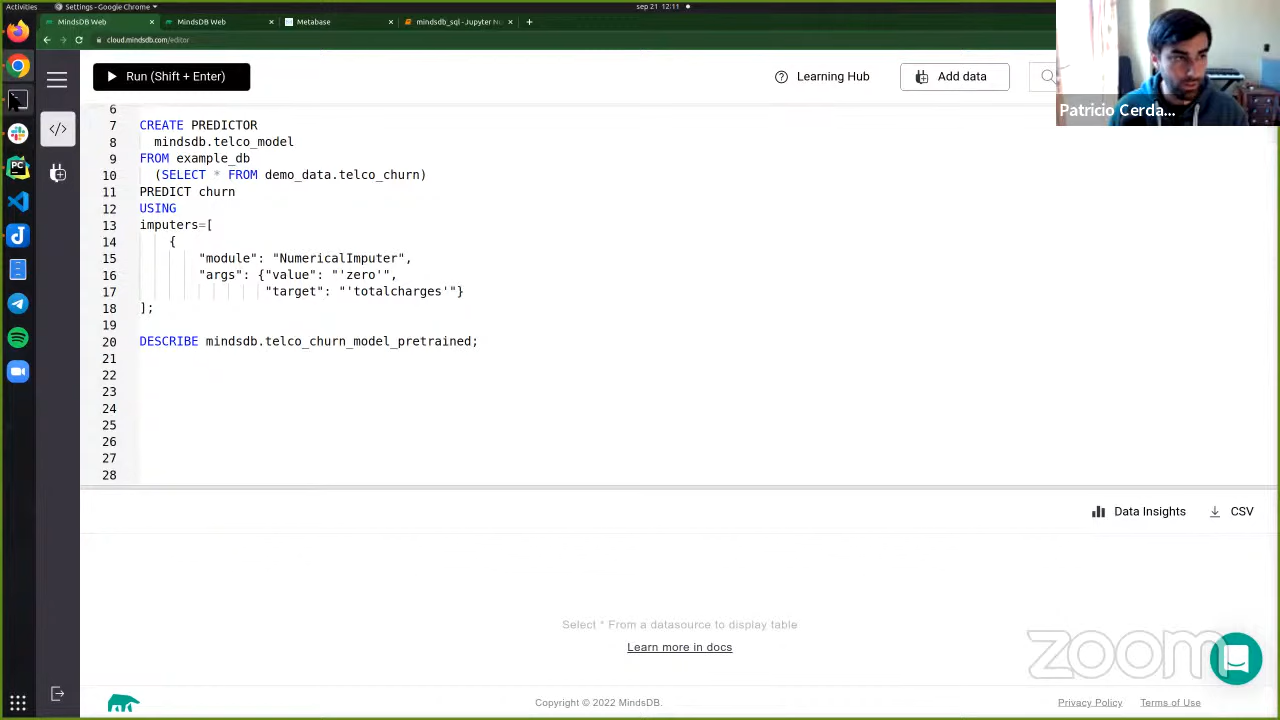 Activities
Settings - Google Chrome
sep 21 12:11
MindsDB Web
MindsDB Web
Metabase
mindsdb_sql - Jupyter No
cloud.mindsdb.com/editor
Run (Shift + Enter)
Learning Hub
Add data
Patricio Cerda...
6
7 CREATE PREDICTOR
8 mindsdb.telco_model
9 FROM example_db
10 (SELECT * FROM demo_data.telco_churn)
11 PREDICT churn
12 USING
13 imputers=[
14 {
15 "module": "NumericalImputer",
16 "args": {"value": "'zero'",
17 "target": "'totalcharges'"}
18 ];
19
20 DESCRIBE mindsdb.telco_churn_model_pretrained;
21
22
23
24
25
26
27
28
Data Insights
CSV
Select * From a datasource to display table
Learn more in docs
zoom
Copyright © 2022 MindsDB.
Privacy Policy
Terms of Use